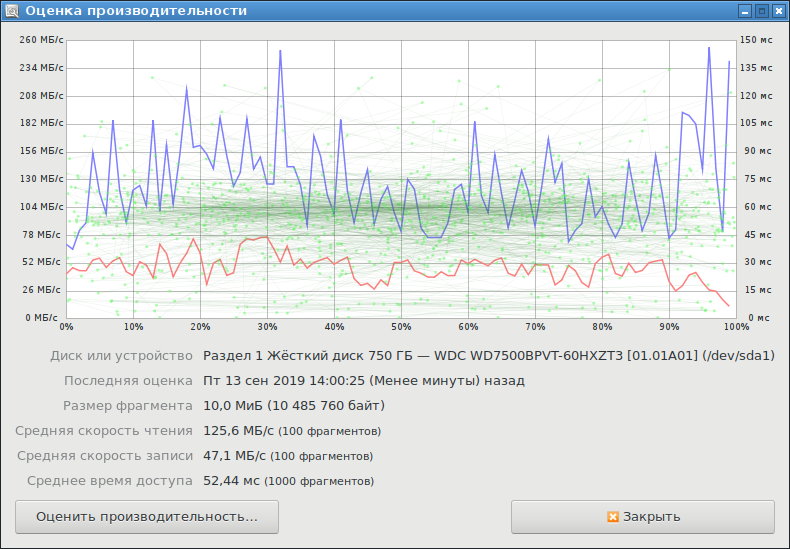 Оценка производительности
260 МБ/с 150 мс
234 МБ/с 135 мс
208 МБ/с 120 мс
182 МБ/с 105 мс
156 МБ/с 90 мс
130 МБ/с 75 мс
104 МБ/с 60 мс
78 МБ/с 45 мс
52 МБ/с 30 мс
26 МБ/с 15 мс
0 МБ/с 0 мс
0% 10% 20% 30% 40% 50% 60% 70% 80% 90% 100%
Диск или устройство Раздел 1 Жёсткий диск 750 ГБ — WDC WD7500BPVT-60HXZT3 [01.01A01] (/dev/sda1)
Последняя оценка Пт 13 сен 2019 14:00:25 (Менее минуты) назад
Размер фрагмента 10,0 МиБ (10 485 760 байт)
Средняя скорость чтения 125,6 МБ/с (100 фрагментов)
Средняя скорость записи 47,1 МБ/с (100 фрагментов)
Среднее время доступа 52,44 мс (1000 фрагментов)
Оценить производительность... Закрыть